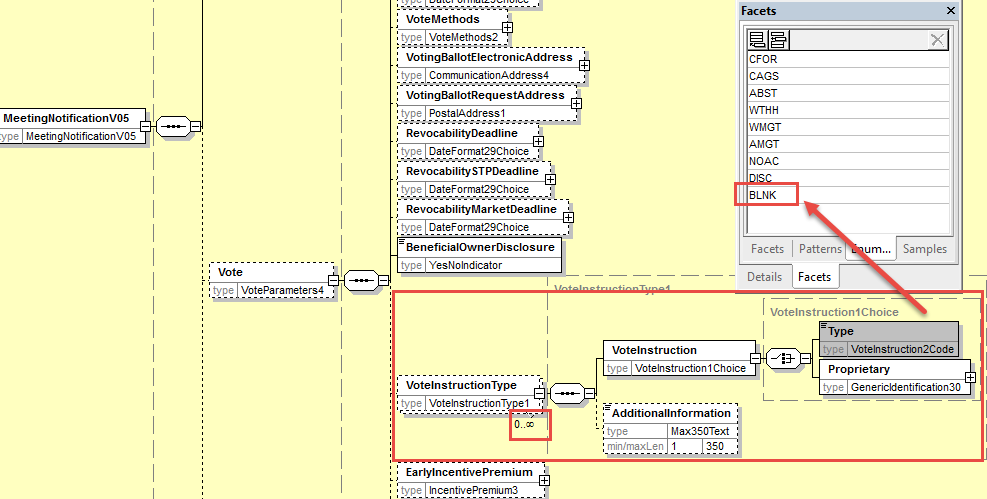 DateFormat29Choice
VoteMethods
type VoteMethods2
VotingBallotElectronicAddress
type CommunicationAddress4
VotingBallotRequestAddress
type PostalAddress1
RevocabilityDeadline
type DateFormat29Choice
RevocabilitySTPDeadline
type DateFormat29Choice
RevocabilityMarketDeadline
type DateFormat29Choice
BeneficialOwnerDisclosure
type YesNoIndicator
MeetingNotificationV05
type MeetingNotificationV05
Vote
type VoteParameters4
VoteInstructionType1
VoteInstructionType
type VoteInstructionType1
0..∞
VoteInstruction
type VoteInstruction1Choice
VoteInstruction1Choice
Type
type VoteInstruction2Code
Proprietary
type GenericIdentification30
AdditionalInformation
type Max350Text
min/maxLen 1 350
EarlyIncentivePremium
type IncentivePremium3
Facets
CFOR
CAGS
ABST
WTHH
WMGT
AMGT
NOAC
DISC
BLNK
Facets Patterns Enum... Samples
Details Facets